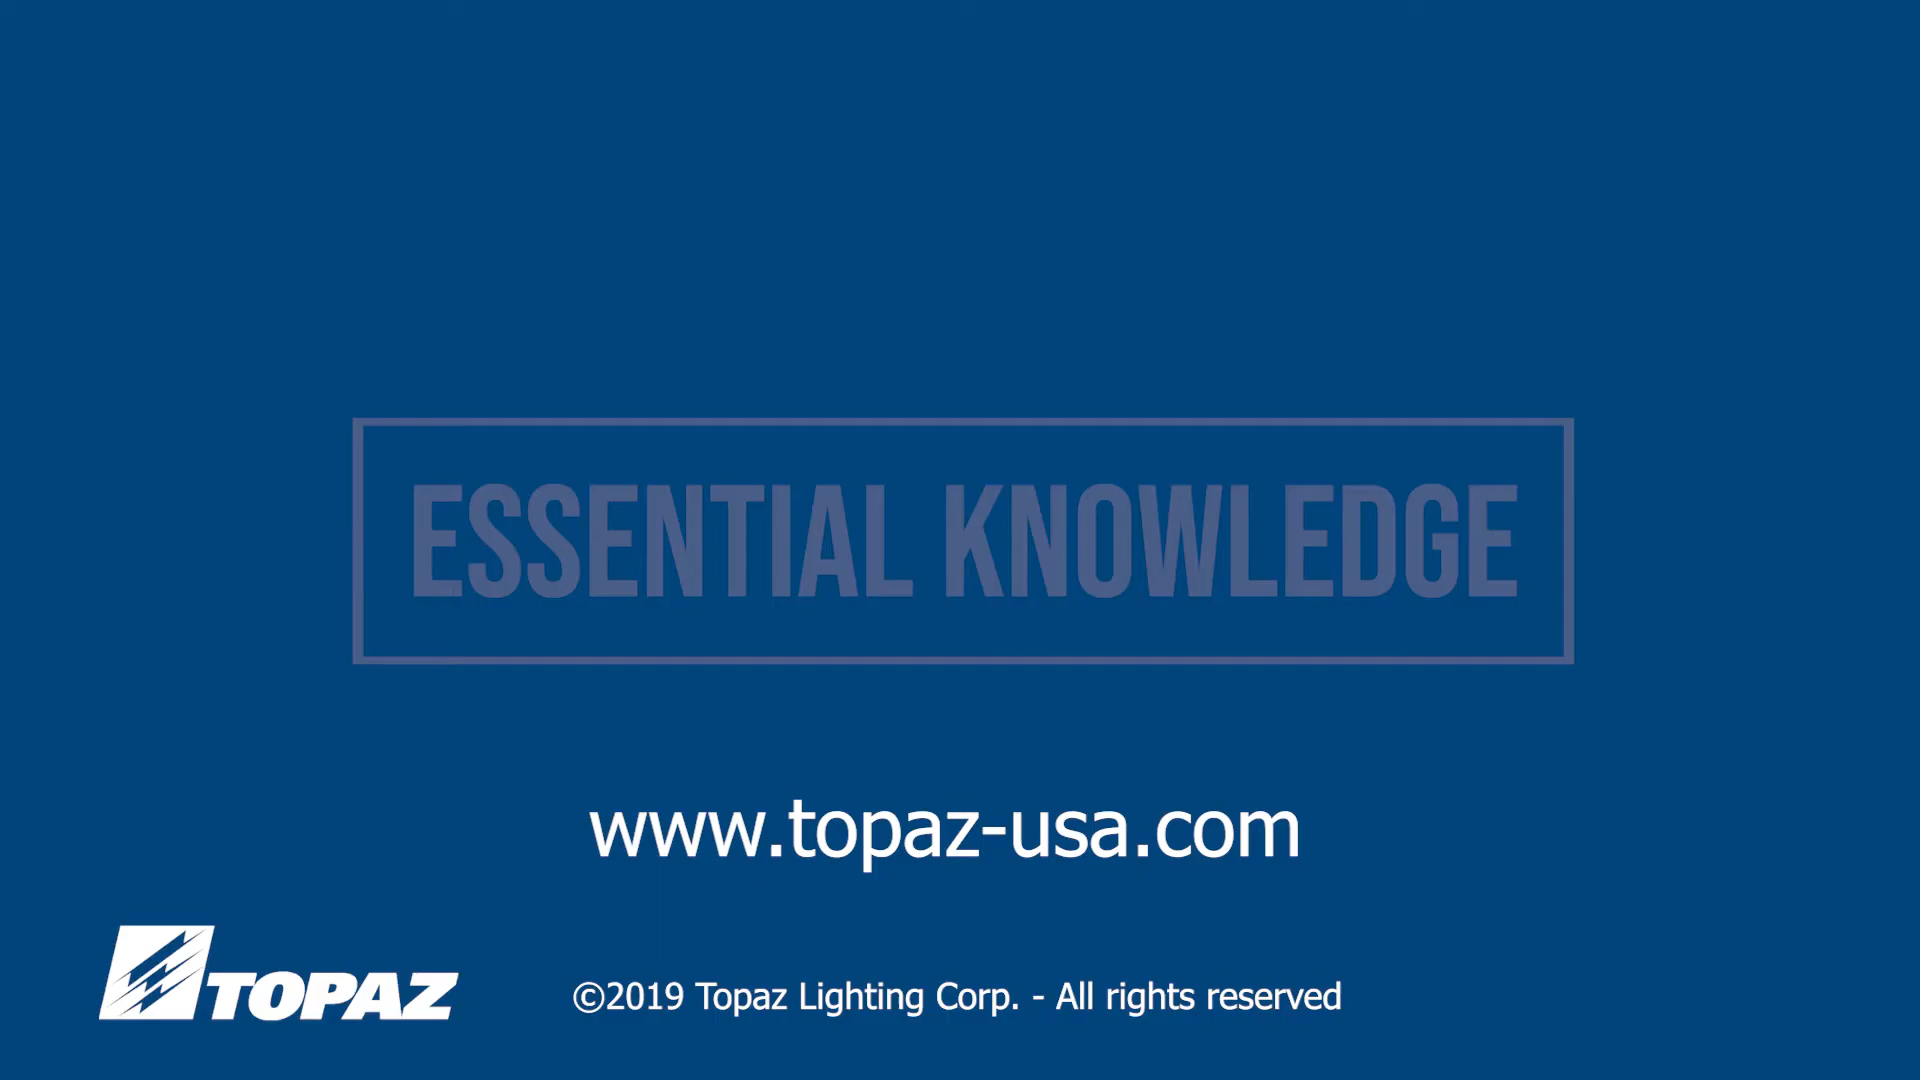 ESSENTIAL KNOWLEDGE
www.topaz-usa.com
TOPAZ
©2019 Topaz Lighting Corp. - All rights reserved